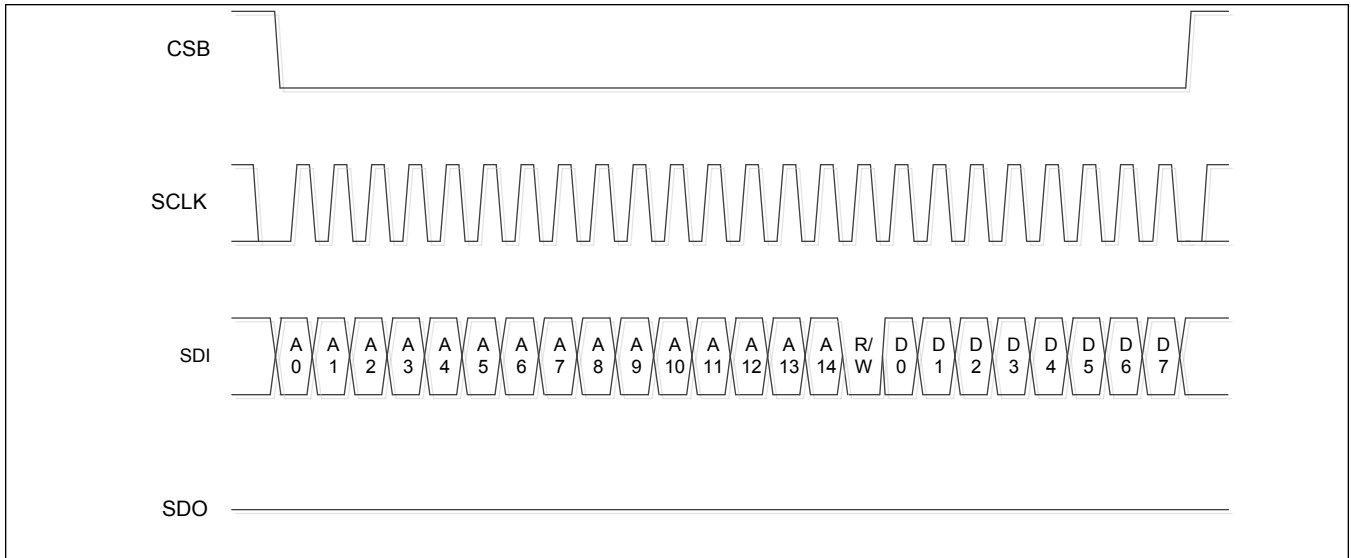 CSB
SCLK
SDI
A A A A A A A A A A A A A A A R/ D D D D D D D D
0 1 2 3 4 5 6 7 8 9 10 11 12 13 14 W 0 1 2 3 4 5 6 7
SDO